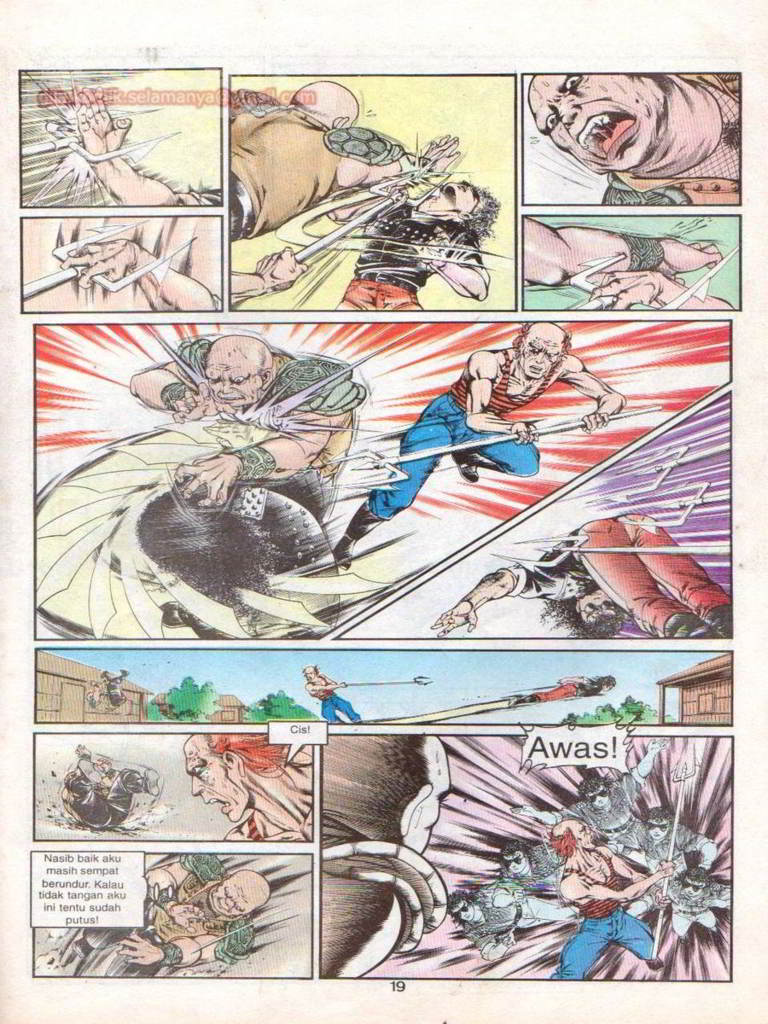 Cis!
Awas!
Nasib baik aku
masih sempat
berundur. Kalau
tidak tangan aku
ini tentu sudah
putus!
19